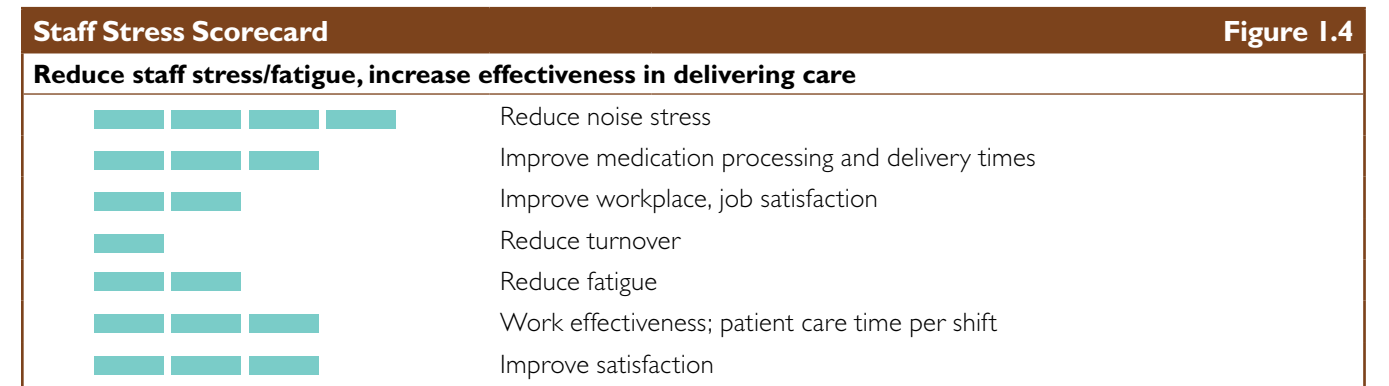 Staff Stress Scorecard Figure 1.4
Reduce staff stress/fatigue, increase effectiveness in delivering care
Reduce noise stress
Improve medication processing and delivery times
Improve workplace, job satisfaction
Reduce turnover
Reduce fatigue
Work effectiveness; patient care time per shift
Improve satisfaction